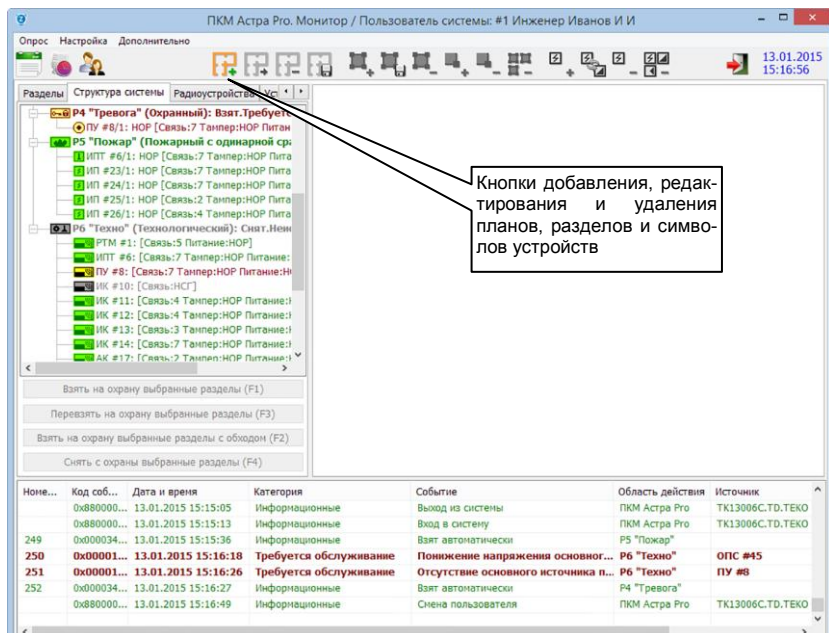 ПКМ Астра Pro. Монитор / Пользователь системы: #1 Инженер Иванов И И
Опрос Настройка Дополнительно
13.01.2015
15:16:56
Разделы Структура системы Радиоустройства Ус
Р4 "Тревога" (Охранный): Взят.Требуетс
ПУ #8/1: НОР [Связь:7 Тампер:НОР Питан
Р5 "Пожар" (Пожарный с одинарной сра
ИПТ #6/1: НОР [Связь:7 Тампер:НОР Пита
ИП #23/1: НОР [Связь:7 Тампер:НОР Пита
ИП #24/1: НОР [Связь:7 Тампер:НОР Пита
ИП #25/1: НОР [Связь:2 Тампер:НОР Пита
ИП #26/1: НОР [Связь:4 Тампер:НОР Пита
Р6 "Техно" (Технологический): Снят.Неи
РТМ #1: [Связь:5 Питание:НОР]
ИПТ #6: [Связь:7 Тампер:НОР Питание:
ПУ #8: [Связь:7 Тампер:НОР Питание:Н
ИК #10: [Связь:НСГ]
ИК #11: [Связь:4 Тампер:НОР Питание:
ИК #12: [Связь:4 Тампер:НОР Питание:
ИК #13: [Связь:3 Тампер:НОР Питание:
ИК #14: [Связь:7 Тампер:НОР Питание:
АК #17: [Связь:2 Тампер:НОР Питание:
Взять на охрану выбранные разделы (F1)
Перевзять на охрану выбранные разделы (F3)
Взять на охрану выбранные разделы с обходом (F2)
Снять с охраны выбранные разделы (F4)
Кнопки добавления, редак-
тирования и удаления
планов, разделов и симво-
лов устройств
Номе... Код соб... Дата и время Категория Событие Область действия Источник
0x880000... 13.01.2015 15:15:05 Информационные Выход из системы ПКМ Астра Pro TK13006C.TD.TEKO
0x880000... 13.01.2015 15:15:13 Информационные Вход в систему ПКМ Астра Pro TK13006C.TD.TEKO
249 0x000034... 13.01.2015 15:15:36 Информационные Взят автоматически Р5 "Пожар"
250 0x00001... 13.01.2015 15:16:18 Требуется обслуживание Понижение напряжения основног... Р6 "Техно" ОПС #45
251 0x00001... 13.01.2015 15:16:26 Требуется обслуживание Отсутствие основного источника п... Р6 "Техно" ПУ #8
252 0x000034... 13.01.2015 15:16:27 Информационные Взят автоматически Р4 "Тревога"
0x880000... 13.01.2015 15:16:49 Информационные Смена пользователя ПКМ Астра Pro TK13006C.TD.TEKO